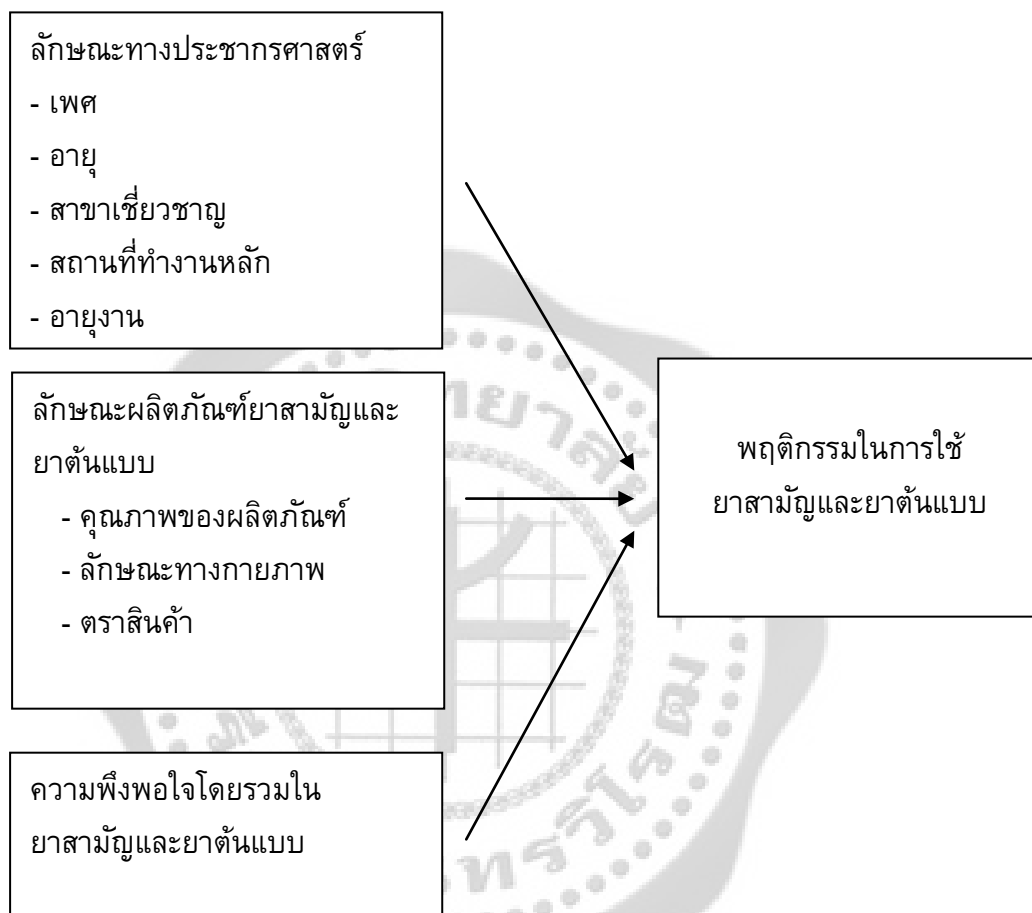 ลักษณะทางประชากรศาสตร์
- เพศ
- อายุ
- สาขาเชี่ยวชาญ
- สถานที่ทำงานหลัก
- อายุงาน
ลักษณะผลิตภัณฑ์ยาสามัญและ
ยาต้นแบบ
- คุณภาพของผลิตภัณฑ์
- ลักษณะทางกายภาพ
- ตราสินค้า
ความพึงพอใจโดยรวมใน
ยาสามัญและยาต้นแบบ
พฤติกรรมในการใช้
ยาสามัญและยาต้นแบบ